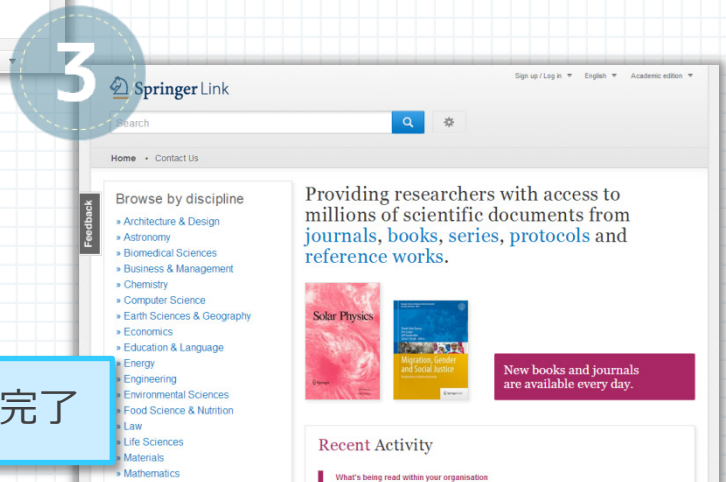 3
Springer Link
Sign up / Log in English Academic edition
Search
Home • Contact Us
Feedback
Browse by discipline
» Architecture & Design
» Astronomy
» Biomedical Sciences
» Business & Management
» Chemistry
» Computer Science
» Earth Sciences & Geography
» Economics
» Education & Language
» Energy
» Engineering
» Environmental Sciences
» Food Science & Nutrition
» Law
» Life Sciences
» Materials
» Mathematics
完了
Providing researchers with access to
millions of scientific documents from
journals, books, series, protocols and
reference works.
Solar Physics
Springer
Migration, Gender
and Social Justice
Springer
New books and journals
are available every day.
Recent Activity
What's being read within your organisation